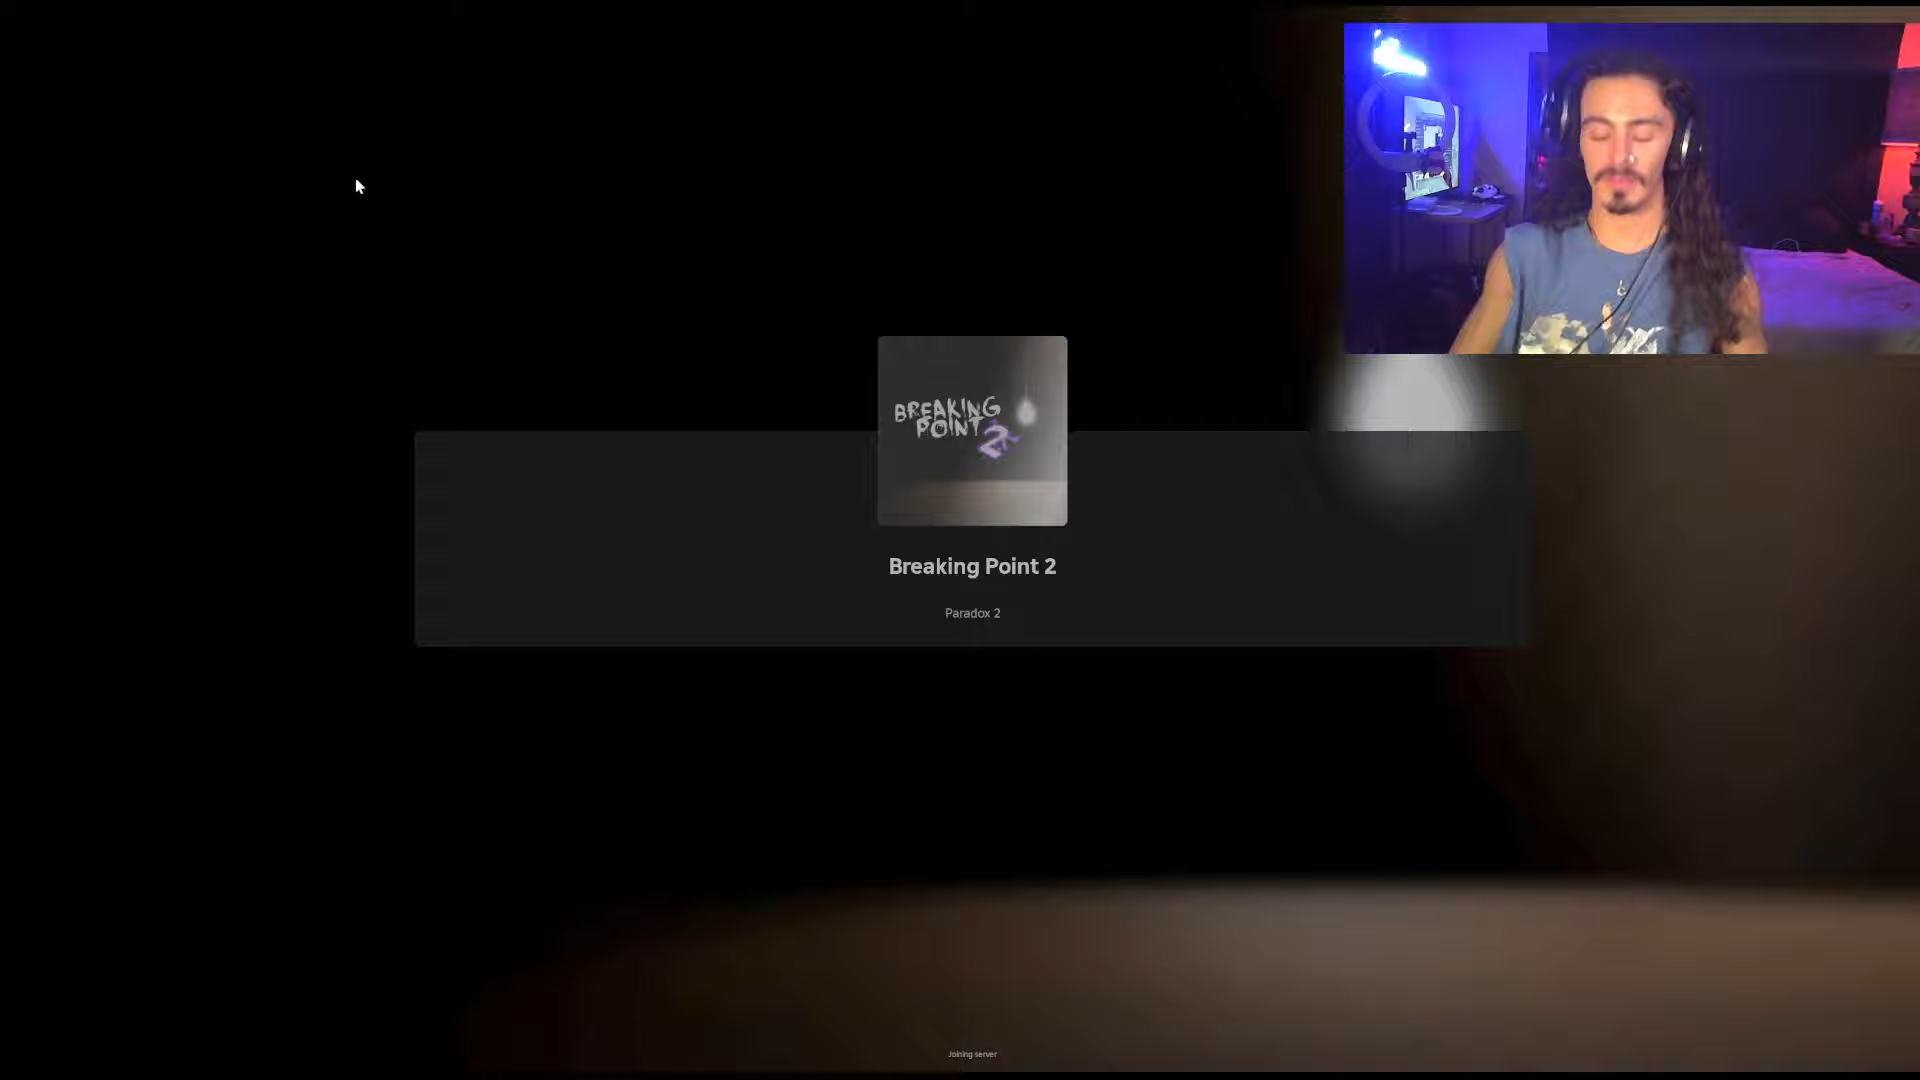 BREAKING
POINT
2
Breaking Point 2
Paradox 2
Joining server